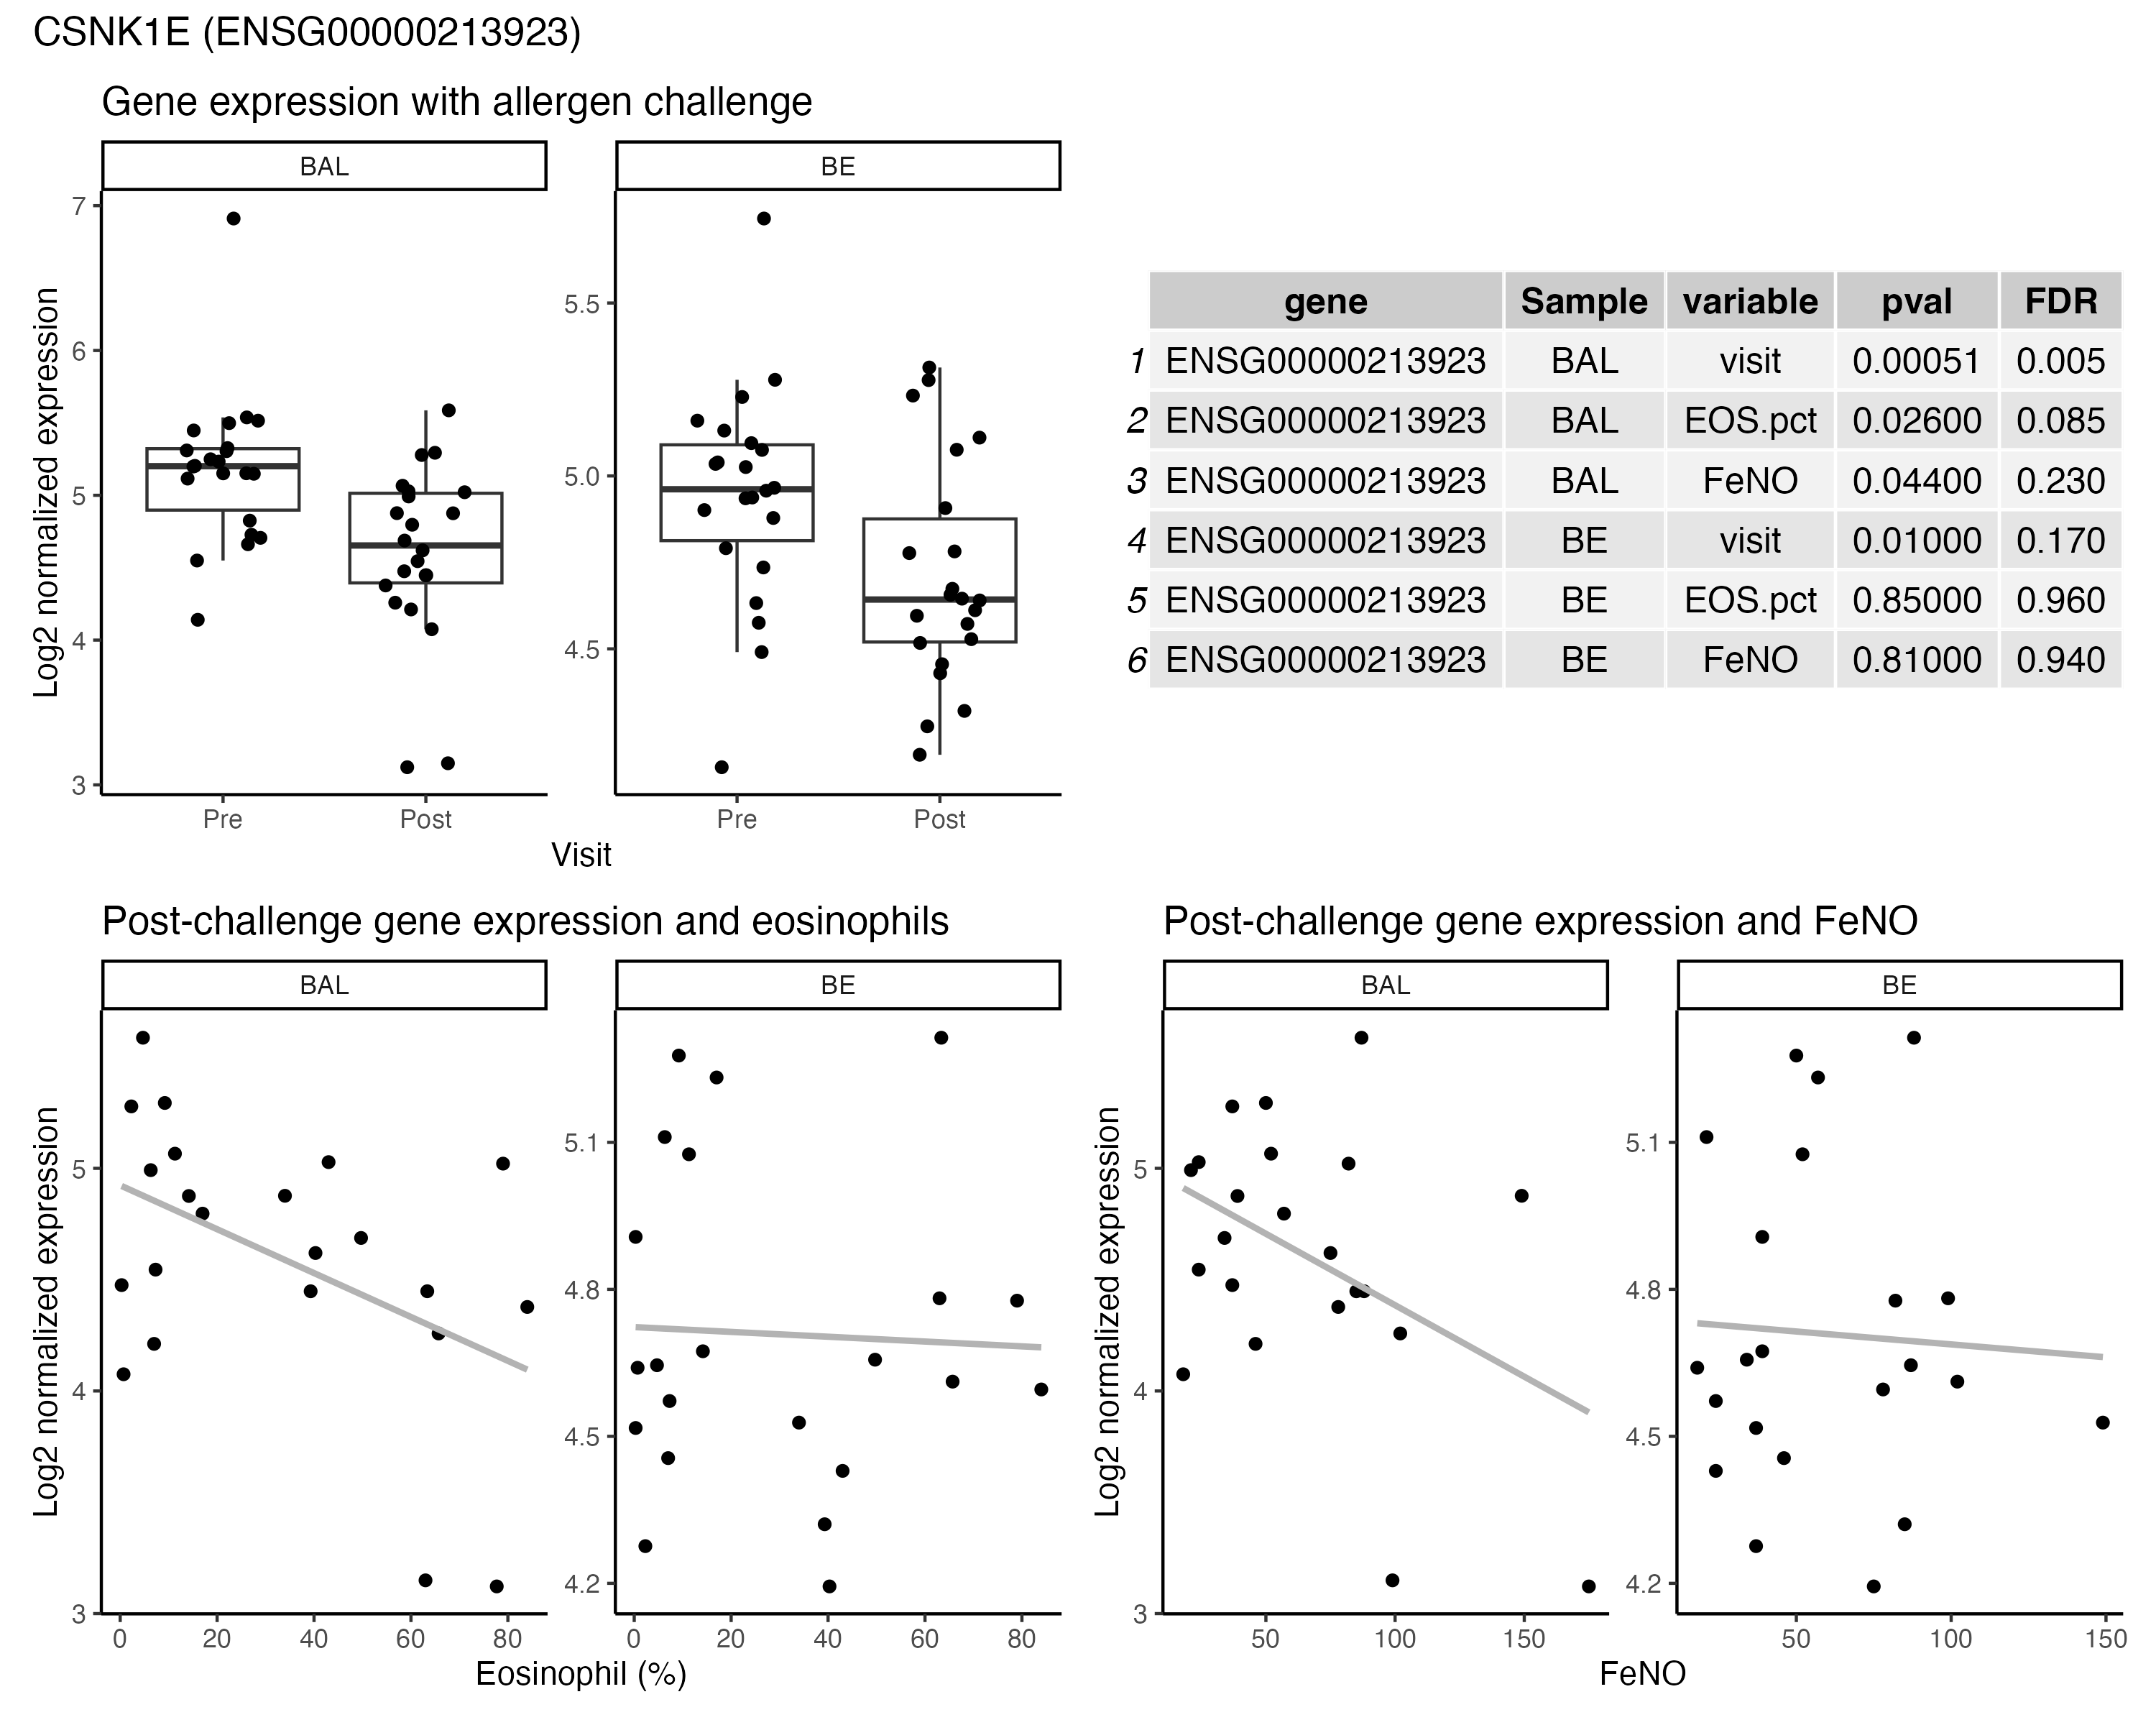 CSNK1E (ENSG00000213923)
Gene expression with allergen challenge
BAL
BE
Log2 normalized expression
7
6
5
4
3
5.5
5.0
4.5
Pre
Post
Pre
Post
Visit
gene Sample variable pval FDR
1 ENSG00000213923 BAL visit 0.00051 0.005
2 ENSG00000213923 BAL EOS.pct 0.02600 0.085
3 ENSG00000213923 BAL FeNO 0.04400 0.230
4 ENSG00000213923 BE visit 0.01000 0.170
5 ENSG00000213923 BE EOS.pct 0.85000 0.960
6 ENSG00000213923 BE FeNO 0.81000 0.940
Post-challenge gene expression and eosinophils
BAL
BE
Log2 normalized expression
5
4
3
5.1
4.8
4.5
4.2
0 20 40 60 80
0 20 40 60 80
Eosinophil (%)
Post-challenge gene expression and FeNO
BAL
BE
Log2 normalized expression
5
4
3
5.1
4.8
4.5
4.2
50 100 150
50 100 150
FeNO